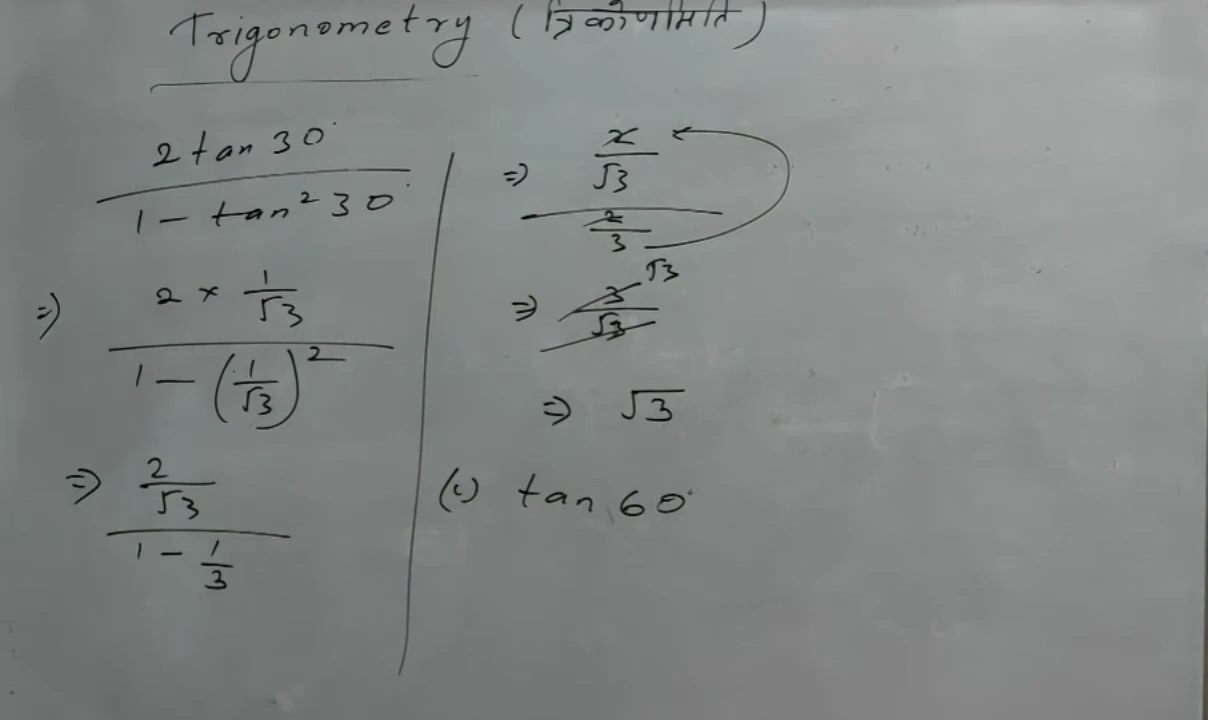 Trigonometry (त्रिकोणमिति)
2 tan 30°
1 - tan² 30°
=> 2 × 1/√3
1 - (1/√3)²
=> 2/√3
1 - 1/3
=> 2/√3
2/3
=> 3/√3 √3
=> √3
(c) tan 60°